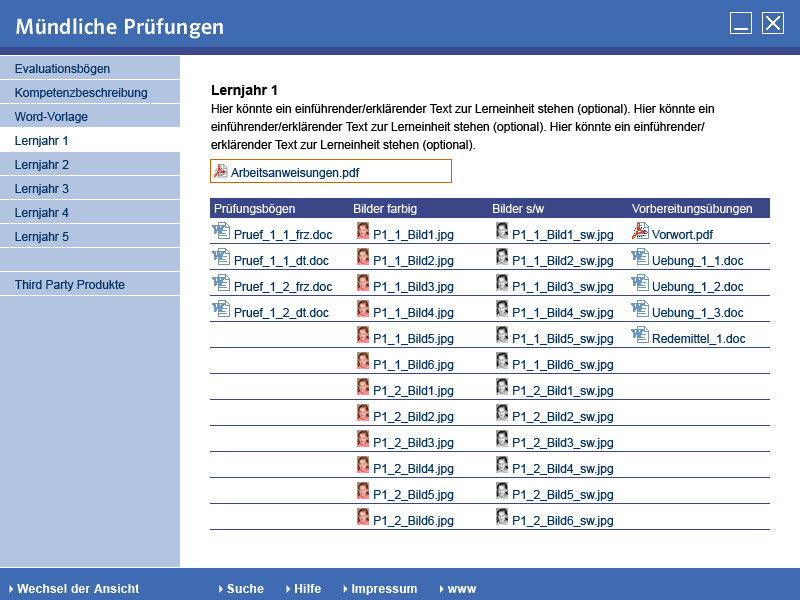 Mündliche Prüfungen
Evaluationsbögen
Kompetenzbeschreibung
Word-Vorlage
Lernjahr 1
Lernjahr 2
Lernjahr 3
Lernjahr 4
Lernjahr 5
Third Party Produkte
Lernjahr 1
Hier könnte ein einführender/erklärender Text zur Lerneinheit stehen (optional). Hier könnte ein
einführender/erklärender Text zur Lerneinheit stehen (optional). Hier könnte ein einführender/
erklärender Text zur Lerneinheit stehen (optional).
Arbeitsanweisungen.pdf
Prüfungsbögen Bilder farbig Bilder s/w Vorbereitungsübungen
Pruef_1_1_frz.doc P1_1_Bild1.jpg P1_1_Bild1_sw.jpg Vorwort.pdf
Pruef_1_1_dt.doc P1_1_Bild2.jpg P1_1_Bild2_sw.jpg Uebung_1_1.doc
Pruef_1_2_frz.doc P1_1_Bild3.jpg P1_1_Bild3_sw.jpg Uebung_1_2.doc
Pruef_1_2_dt.doc P1_1_Bild4.jpg P1_1_Bild4_sw.jpg Uebung_1_3.doc
P1_1_Bild5.jpg P1_1_Bild5_sw.jpg Redemittel_1.doc
P1_1_Bild6.jpg P1_1_Bild6_sw.jpg
P1_2_Bild1.jpg P1_2_Bild1_sw.jpg
P1_2_Bild2.jpg P1_2_Bild2_sw.jpg
P1_2_Bild3.jpg P1_2_Bild3_sw.jpg
P1_2_Bild4.jpg P1_2_Bild4_sw.jpg
P1_2_Bild5.jpg P1_2_Bild5_sw.jpg
P1_2_Bild6.jpg P1_2_Bild6_sw.jpg
Wechsel der Ansicht Suche Hilfe Impressum www